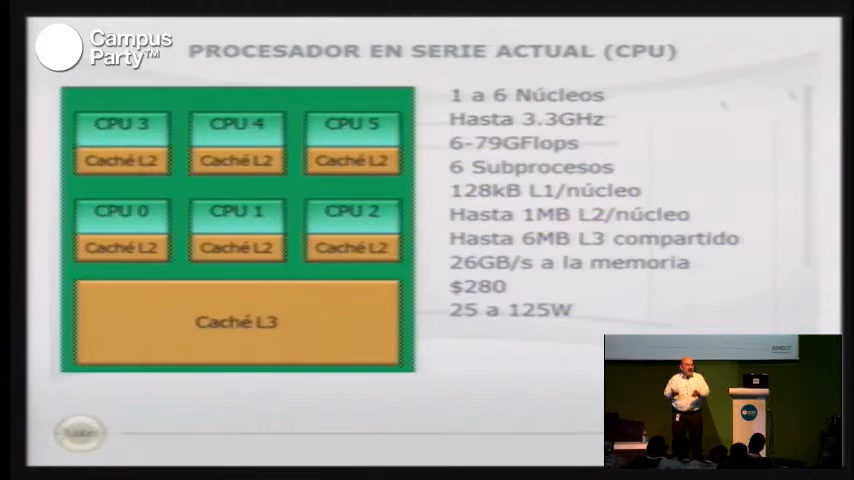 Campus
Party™
PROCESADOR EN SERIE ACTUAL (CPU)
CPU 3
CPU 4
CPU 5
Caché L2
Caché L2
Caché L2
CPU 0
CPU 1
CPU 2
Caché L2
Caché L2
Caché L2
Caché L3
1 a 6 Núcleos
Hasta 3.3GHz
6-79GFlops
6 Subprocesos
128kB L1/núcleo
Hasta 1MB L2/núcleo
Hasta 6MB L3 compartido
26GB/s a la memoria
$280
25 a 125W
AMD